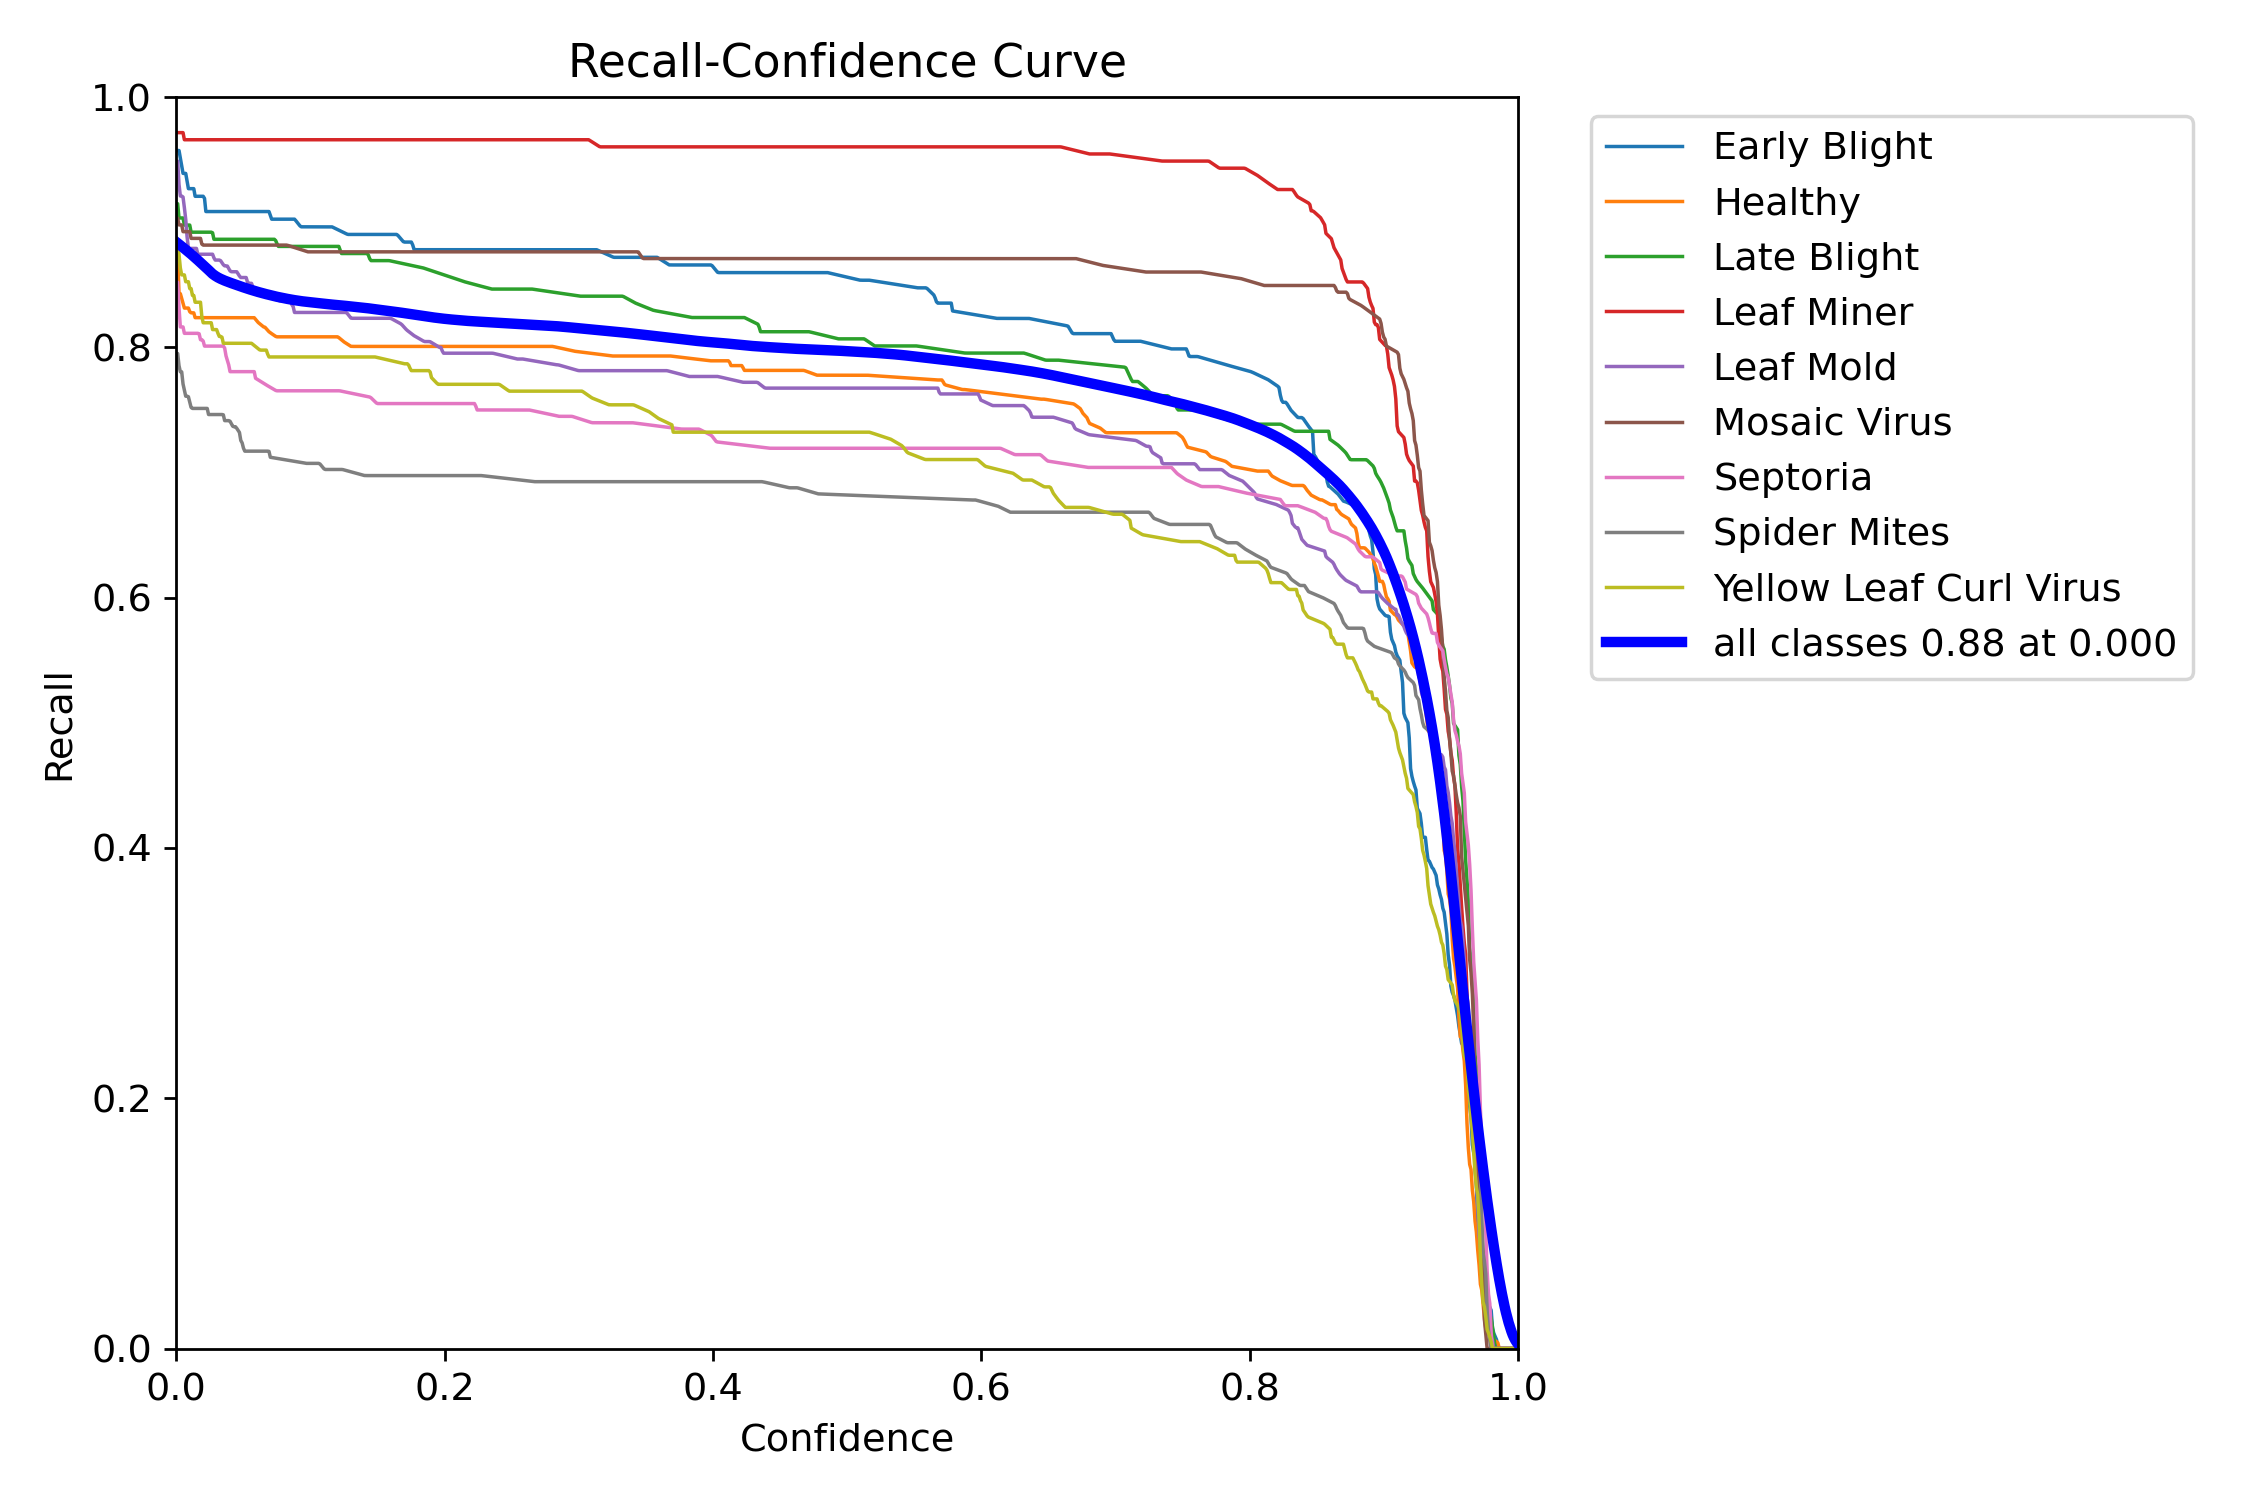 Recall-Confidence Curve
1.0
0.8
0.6
0.4
0.2
0.0
Recall
0.0 0.2 0.4 0.6 0.8 1.0
Confidence
Early Blight
Healthy
Late Blight
Leaf Miner
Leaf Mold
Mosaic Virus
Septoria
Spider Mites
Yellow Leaf Curl Virus
all classes 0.88 at 0.000